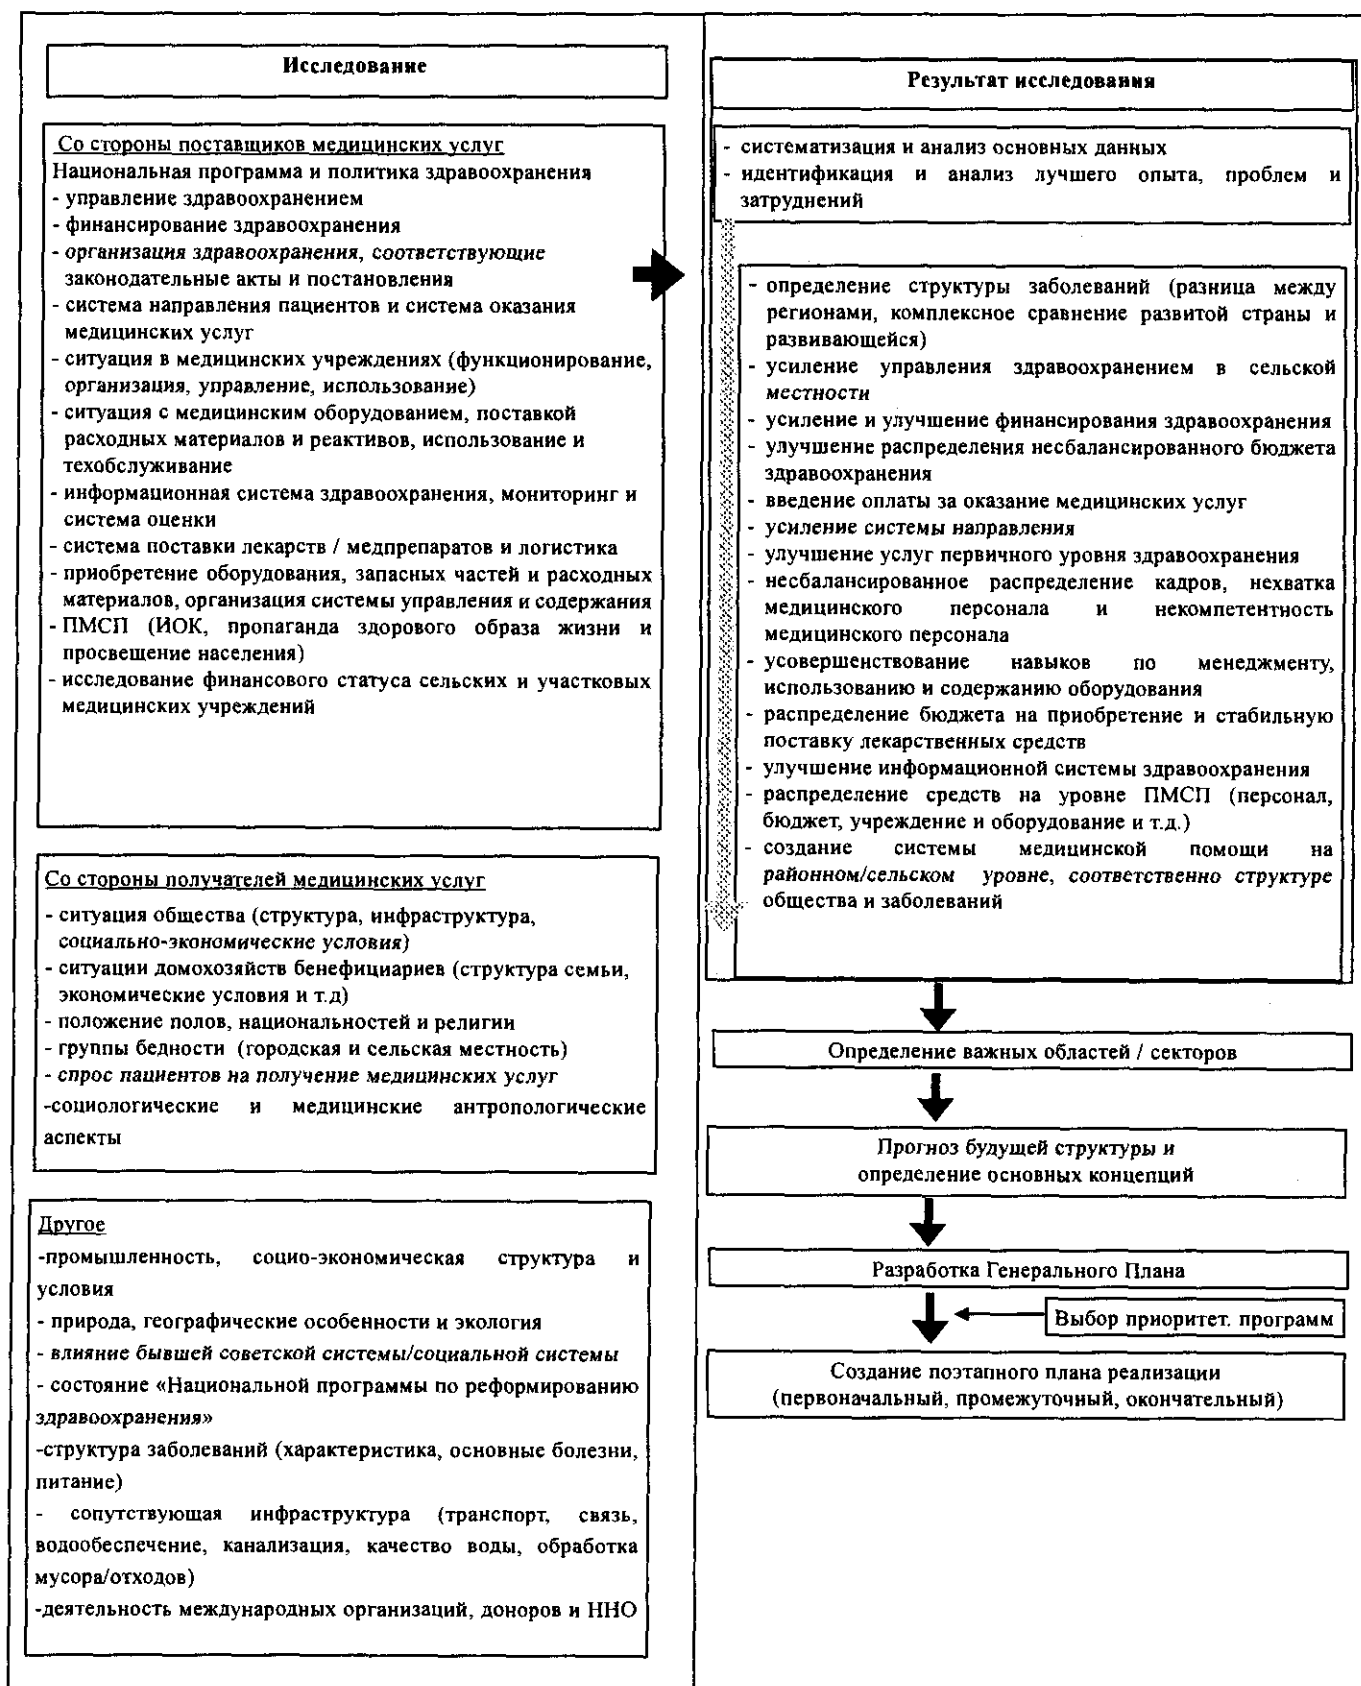 Исследование
Со стороны поставщиков медицинских услуг
Национальная программа и политика здравоохранения
- управление здравоохранением
- финансирование здравоохранения
- организация здравоохранения, соответствующие
законодательные акты и постановления
- система направления пациентов и система оказания
медицинских услуг
- ситуация в медицинских учреждениях (функционирование,
организация, управление, использование)
- ситуация с медицинским оборудованием, поставкой
расходных материалов и реактивов, использование и
техобслуживание
- информационная система здравоохранения, мониторинг и
система оценки
- система поставки лекарств / медпрепаратов и логистика
- приобретение оборудования, запасных частей и расходных
материалов, организация системы управления и содержания
- ПМСП (ИОК, пропаганда здорового образа жизни и
просвещение населения)
- исследование финансового статуса сельских и участковых
медицинских учреждений
Со стороны получателей медицинских услуг
- ситуация общества (структура, инфраструктура,
социально-экономические условия)
- ситуации домохозяйств бенефициариев (структура семьи,
экономические условия и т.д)
- положение полов, национальностей и религии
- группы бедности (городская и сельская местность)
- спрос пациентов на получение медицинских услуг
-социологические и медицинские антропологические
аспекты
Другое
-промышленность, социо-экономическая структура и
условия
- природа, географические особенности и экология
- влияние бывшей советской системы/социальной системы
- состояние «Национальной программы по реформированию
здравоохранения»
-структура заболеваний (характеристика, основные болезни,
питание)
- сопутствующая инфраструктура (транспорт, связь,
водообеспечение, канализация, качество воды, обработка
мусора/отходов)
-деятельность международных организаций, доноров и ННО
Результат исследования
- систематизация и анализ основных данных
- идентификация и анализ лучшего опыта, проблем и
затруднений
- определение структуры заболеваний (разница между
регионами, комплексное сравнение развитой страны и
развивающейся)
- усиление управления здравоохранением в сельской
местности
- усиление и улучшение финансирования здравоохранения
- улучшение распределения несбалансированного бюджета
здравоохранения
- введение оплаты за оказание медицинских услуг
- усиление системы направления
- улучшение услуг первичного уровня здравоохранения
- несбалансированное распределение кадров, нехватка
медицинского персонала и некомпетентность
медицинского персонала
- усовершенствование навыков по менеджменту,
использованию и содержанию оборудования
- распределение бюджета на приобретение и стабильную
поставку лекарственных средств
- улучшение информационной системы здравоохранения
- распределение средств на уровне ПМСП (персонал,
бюджет, учреждение и оборудование и т.д.)
- создание системы медицинской помощи на
районном/сельском уровне, соответственно структуре
общества и заболеваний
Определение важных областей / секторов
Прогноз будущей структуры и
определение основных концепций
Разработка Генерального Плана
Выбор приоритет. программ
Создание поэтапного плана реализации
(первоначальный, промежуточный, окончательный)